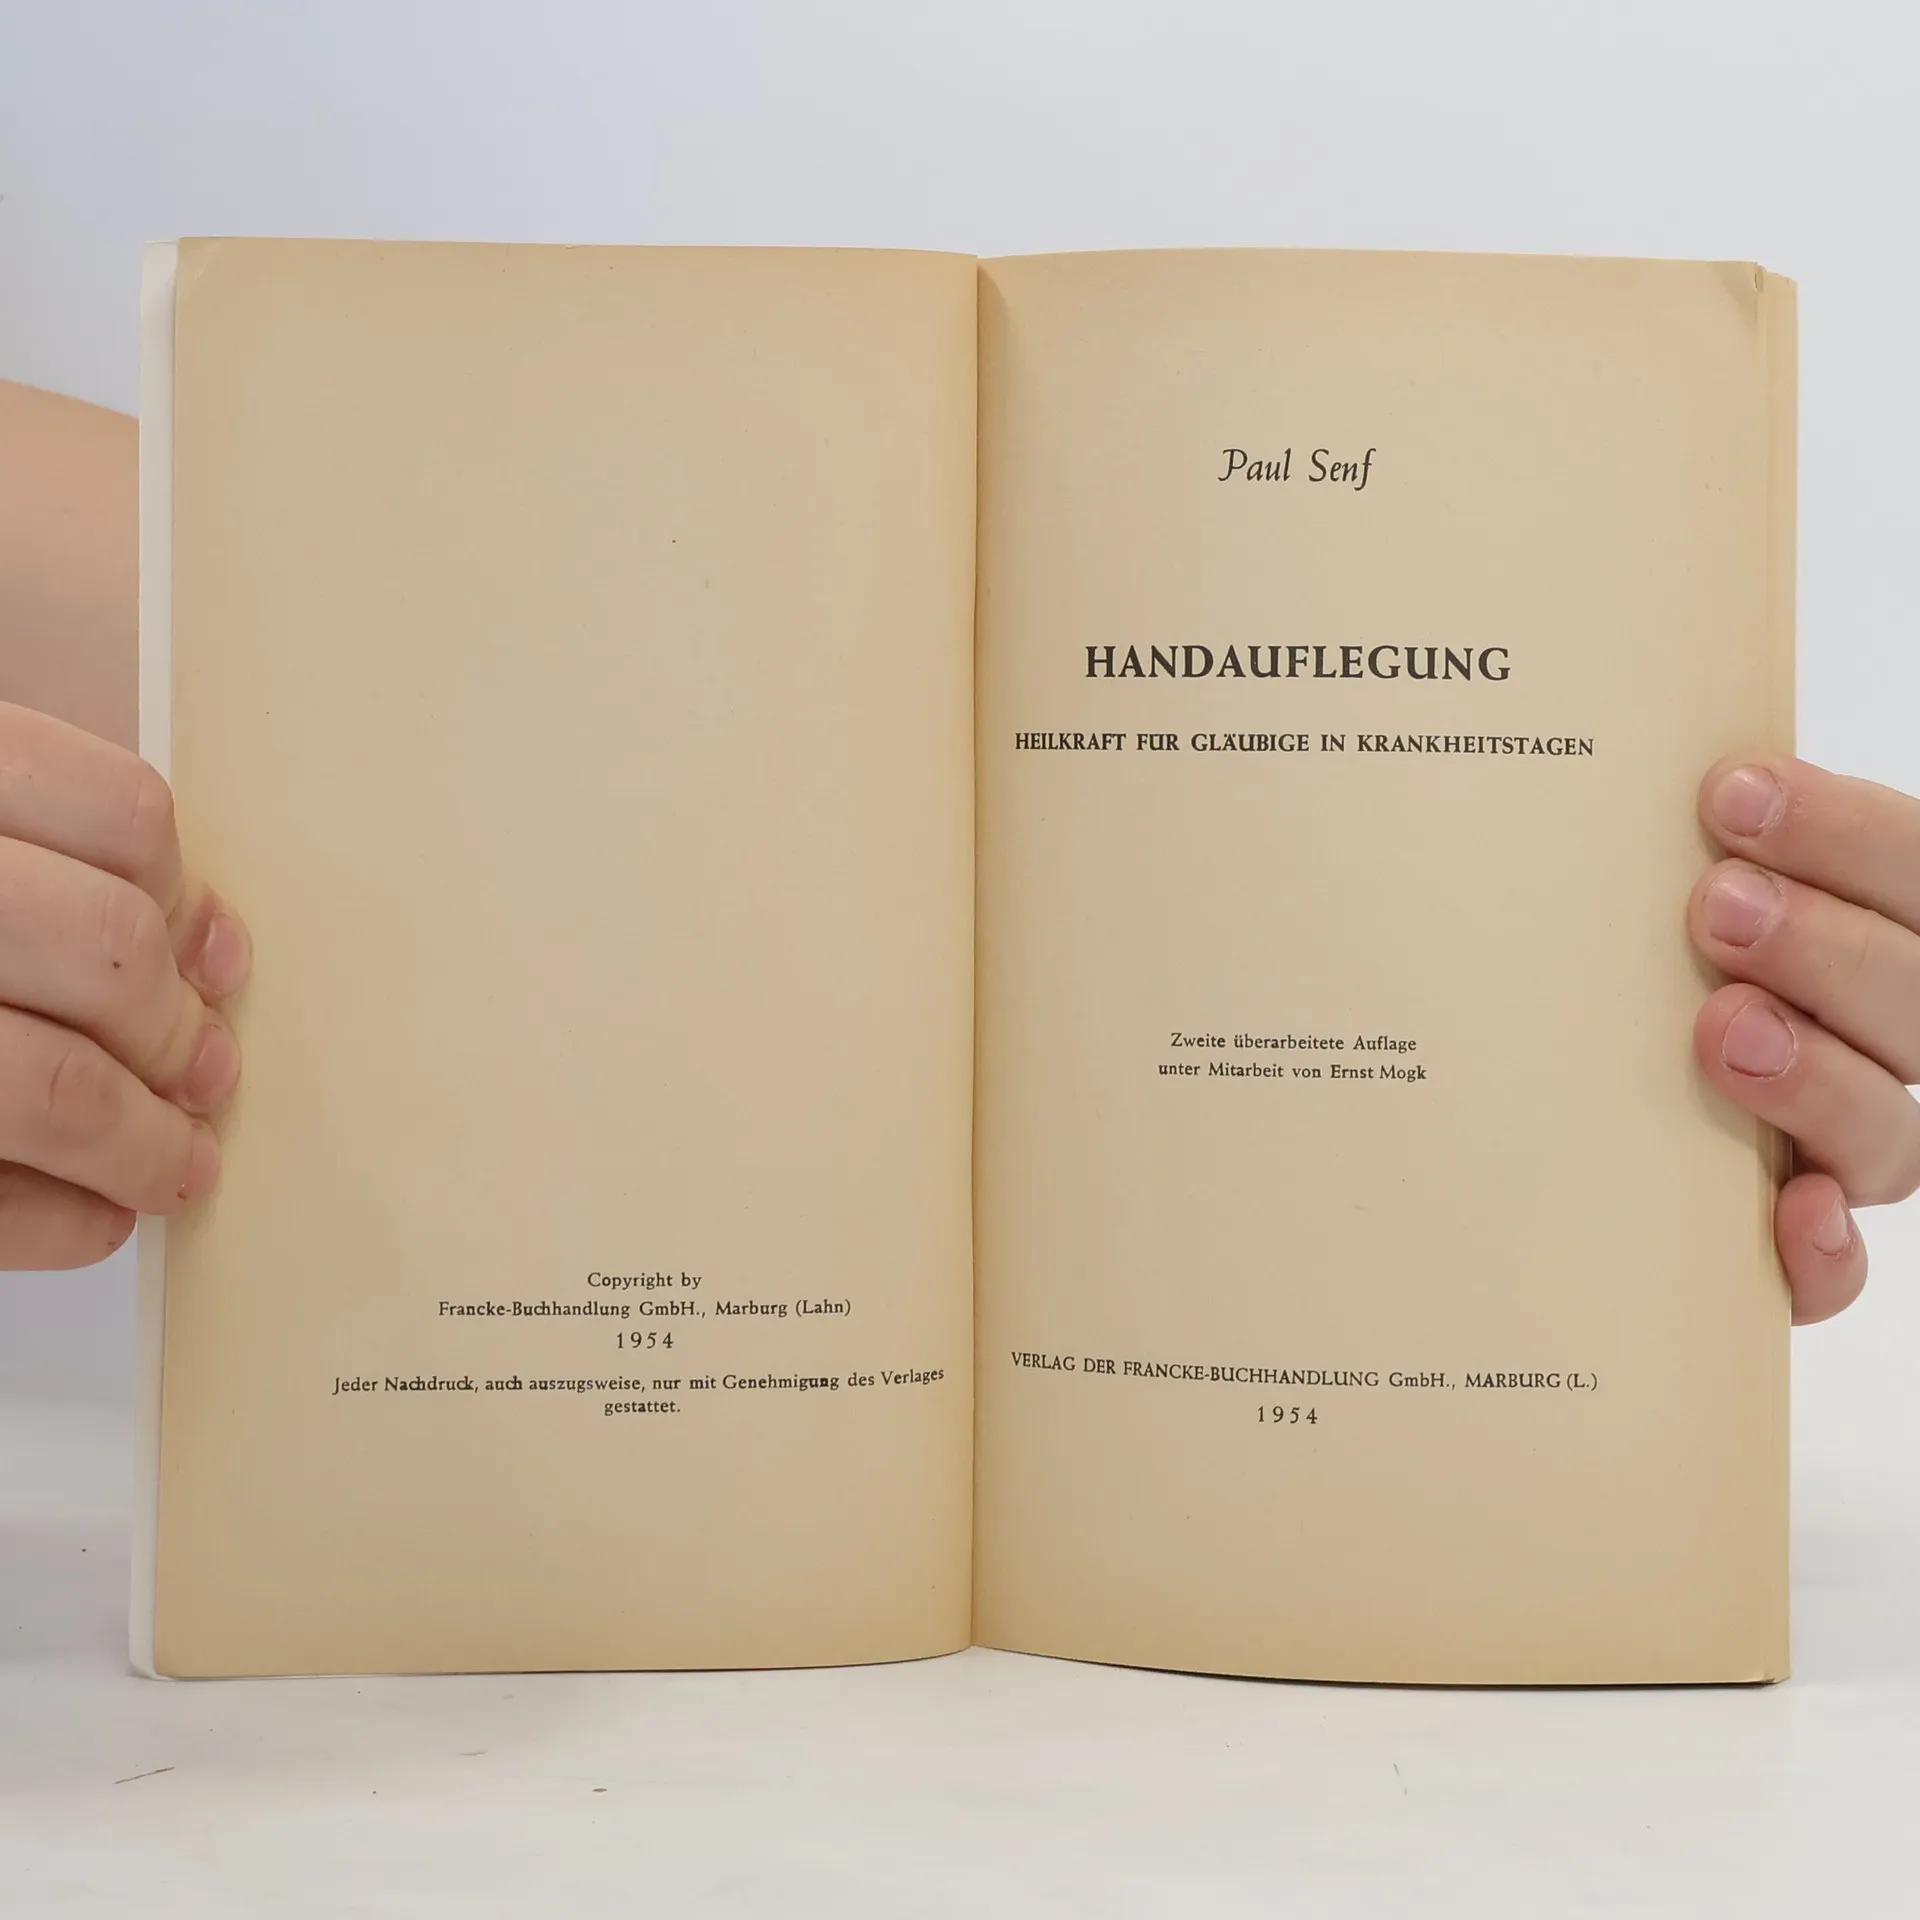 Copyright by
Francke-Buchhandlung GmbH., Marburg (Lahn)
1954
Jeder Nachdruck, auch auszugsweise, nur mit Genehmigung des Verlages
gestattet.
Paul Senf
HANDAUFLEGUNG
HEILKRAFT FÜR GLÄUBIGE IN KRANKHEITSTAGEN
Zweite überarbeitete Auflage
unter Mitarbeit von Ernst Mogk
VERLAG DER FRANCKE-BUCHHANDLUNG GmbH., MARBURG (L.)
1954